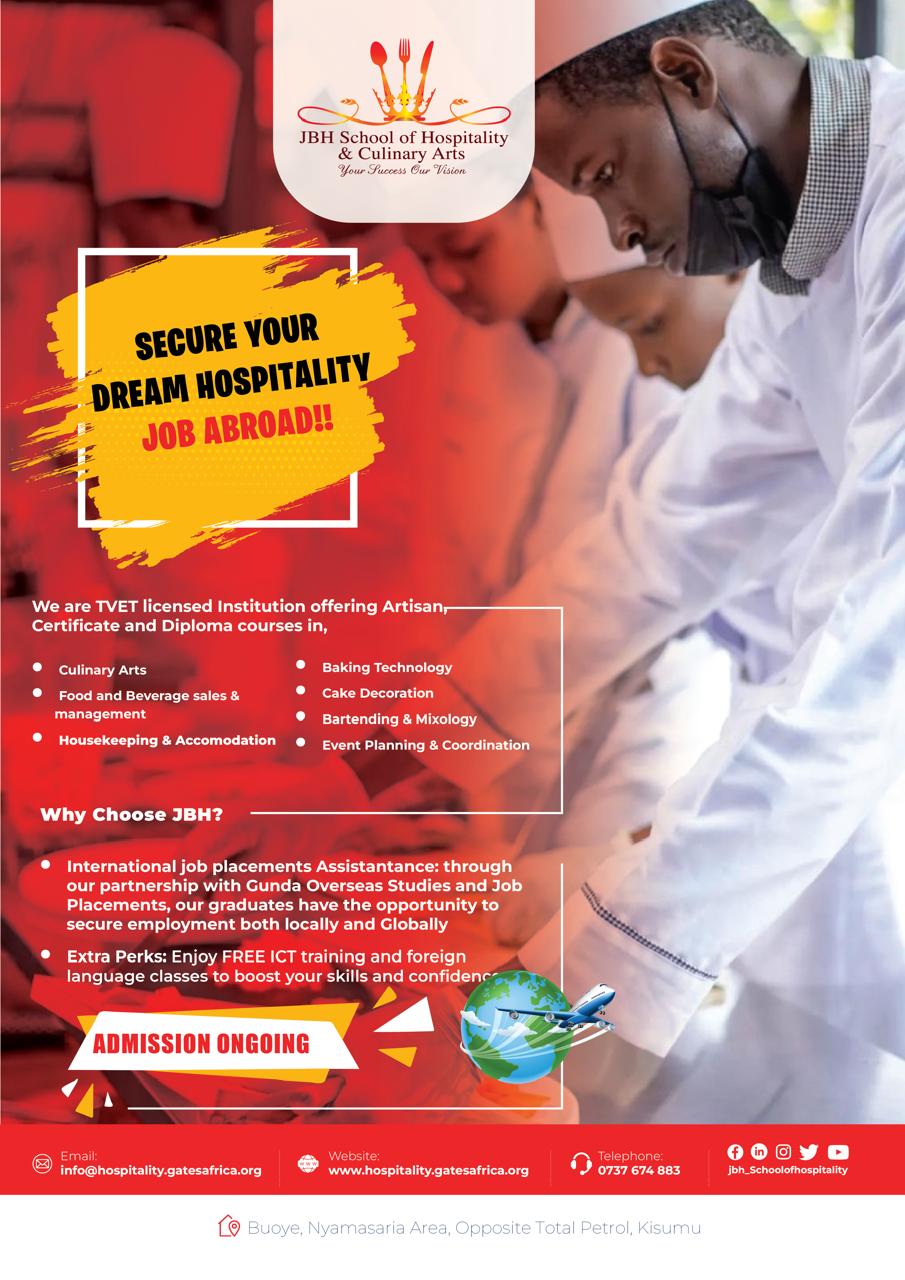 JBH School of Hospitality
& Culinary Arts
Your Success Our Vision
SECURE YOUR
DREAM HOSPITALITY
JOB ABROAD!!
We are TVET licensed Institution offering Artisan,
Certificate and Diploma courses in,
Culinary Arts
Food and Beverage sales &
management
Housekeeping & Accomodation
Baking Technology
Cake Decoration
Bartending & Mixology
Event Planning & Coordination
Why Choose JBH?
International job placements Assistantance: through
our partnership with Gunda Overseas Studies and Job
Placements, our graduates have the opportunity to
secure employment both locally and Globally
Extra Perks: Enjoy FREE ICT training and foreign
language classes to boost your skills and confidence
ADMISSION ONGOING
Email:
info@hospitality.gatesafrica.org
WWW
Website:
www.hospitality.gatesafrica.org
Telephone:
0737 674 883
jbh_Schoolofhospitality
Buoye, Nyamasaria Area, Opposite Total Petrol, Kisumu